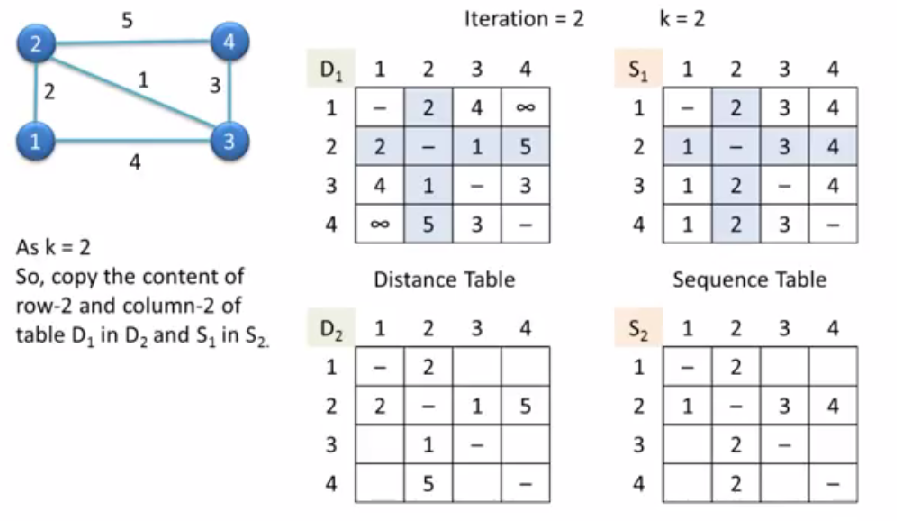 Iteration = 2 k = 2
5
2 4
2 1 3
1 3
4
As k = 2
So, copy the content of
row-2 and column-2 of
table D1 in D2 and S1 in S2.
D1 1 2 3 4
1 – 2 4 ∞
2 2 – 1 5
3 4 1 – 3
4 ∞ 5 3 –
Distance Table
S1 1 2 3 4
1 – 2 3 4
2 1 – 3 4
3 1 2 – 4
4 1 2 3 –
Sequence Table
D2 1 2 3 4
1 – 2
2 2 – 1 5
3 1 –
4 5 –
S2 1 2 3 4
1 – 2
2 1 – 3 4
3 2 –
4 2 –